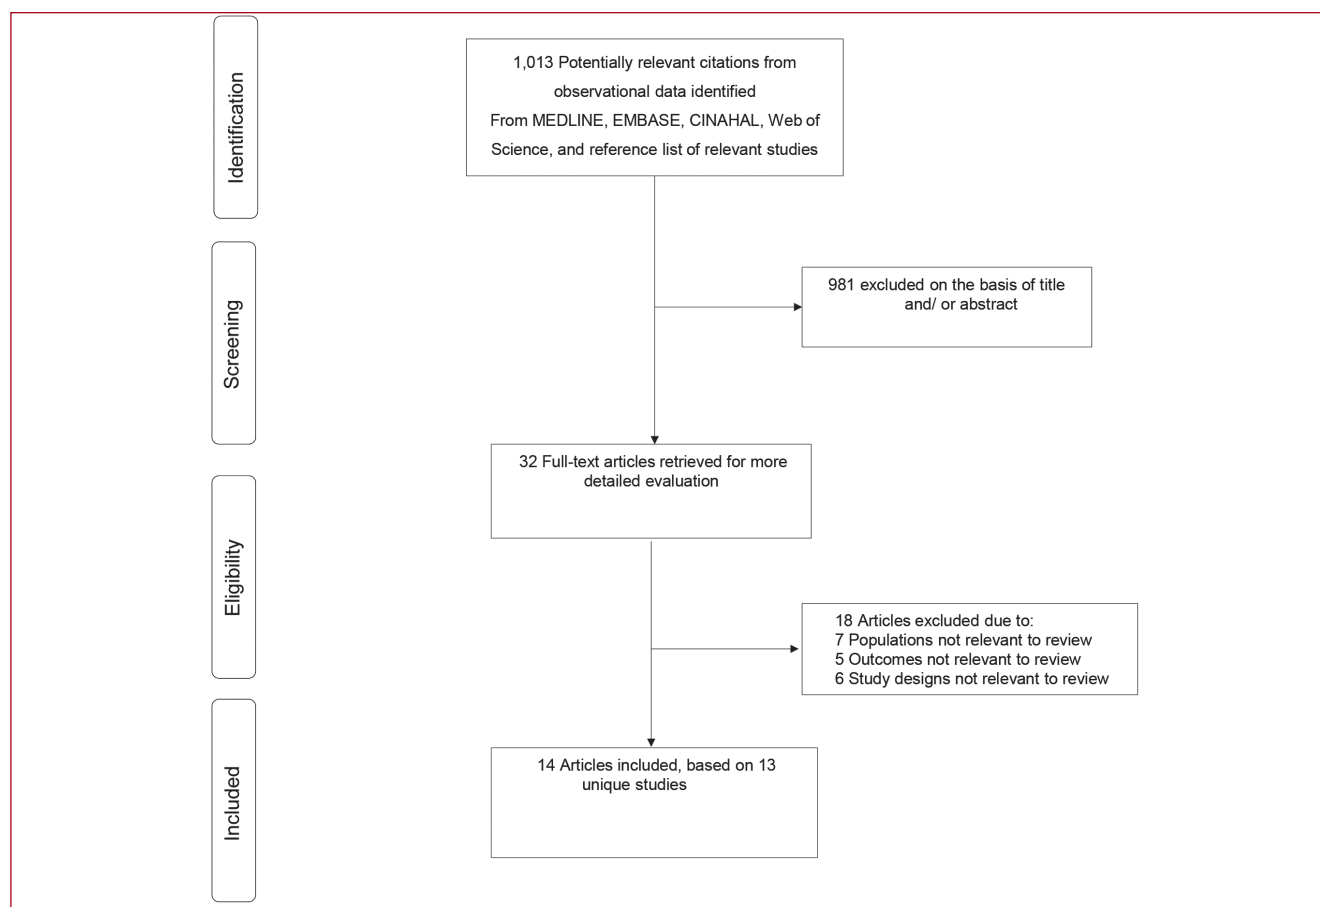 Identification
1,013 Potentially relevant citations from
observational data identified
From MEDLINE, EMBASE, CINAHAL, Web of
Science, and reference list of relevant studies
Screening
981 excluded on the basis of title
and/ or abstract
32 Full-text articles retrieved for more
detailed evaluation
Eligibility
18 Articles excluded due to:
7 Populations not relevant to review
5 Outcomes not relevant to review
6 Study designs not relevant to review
Included
14 Articles included, based on 13
unique studies